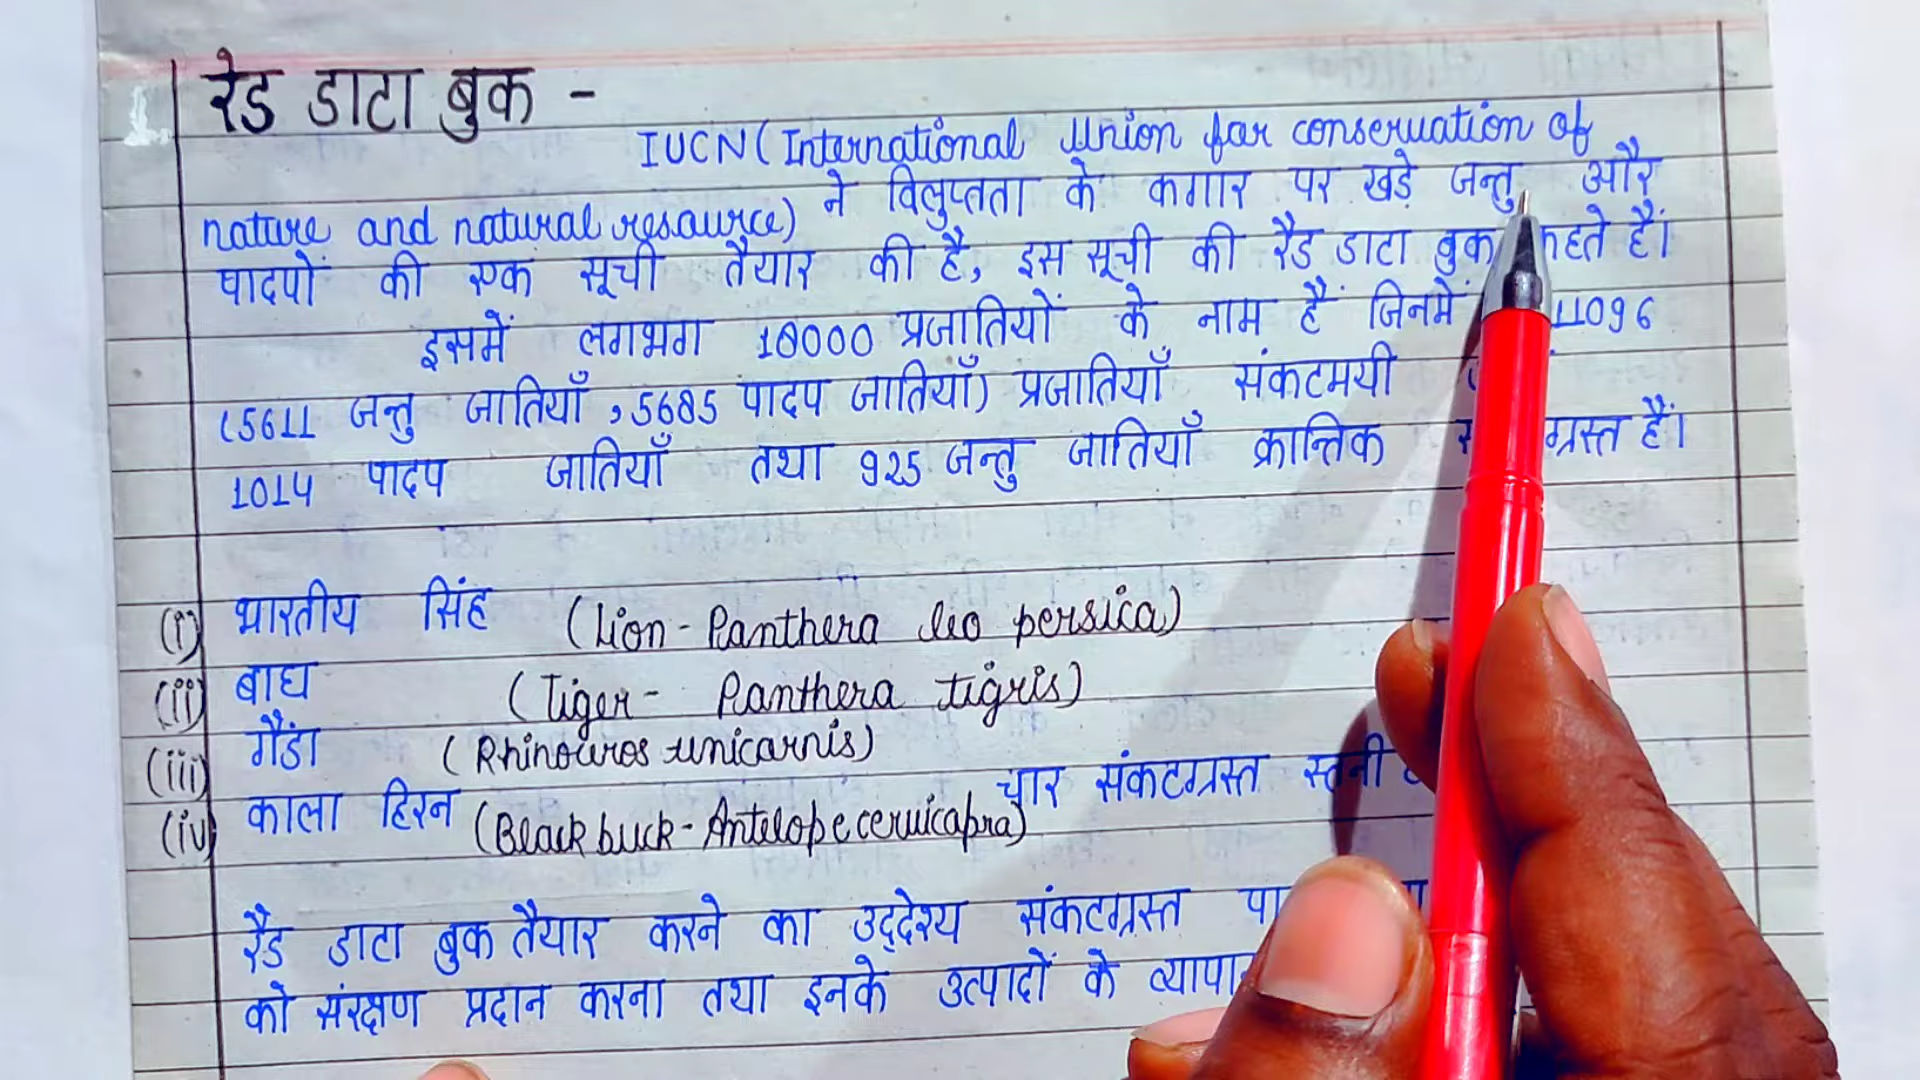 रेड डाटा बुक -
IUCN (International Union for conservation of
nature and natural resource) ने विलुप्तता के कगार पर खड़े जन्तु और
पादपों की एक सूची तैयार की है, इस सूची की रैड डाटा बुक कहते हैं।
इसमें लगभग 18000 प्रजातियों के नाम हैं जिनमें 11096
(5611 जन्तु जातियाँ, 5685 पादप जातियाँ) प्रजातियाँ संकटमयी
1014 पादप जातियाँ तथा 925 जन्तु जातियाँ क्रान्तिक ग्रस्त हैं।
(i) भारतीय सिंह (Lion - Panthera leo persica)
(ii) बाघ (Tiger - Panthera tigris)
(iii) गैंडा (Rhinoceros unicornis)
(iv) काला हिरन (Black buck - Antelope cervicapra) चार संकटग्रस्त स्तनी
रैड डाटा बुक तैयार करने का उद्देश्य संकटग्रस्त
को संरक्षण प्रदान करना तथा इनके उत्पादों के